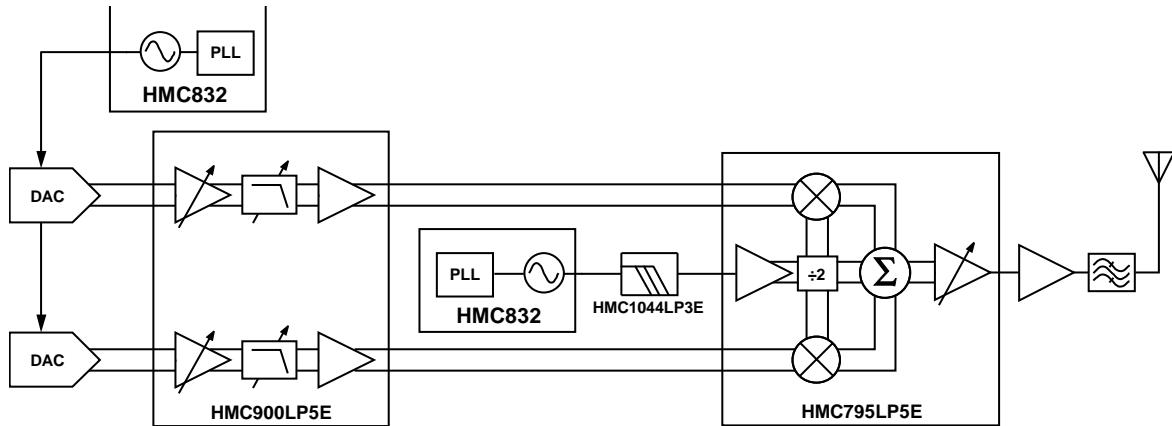 PLL
HMC832
DAC
PLL
÷2
Σ
HMC832
HMC1044LP3E
DAC
HMC900LP5E
HMC795LP5E